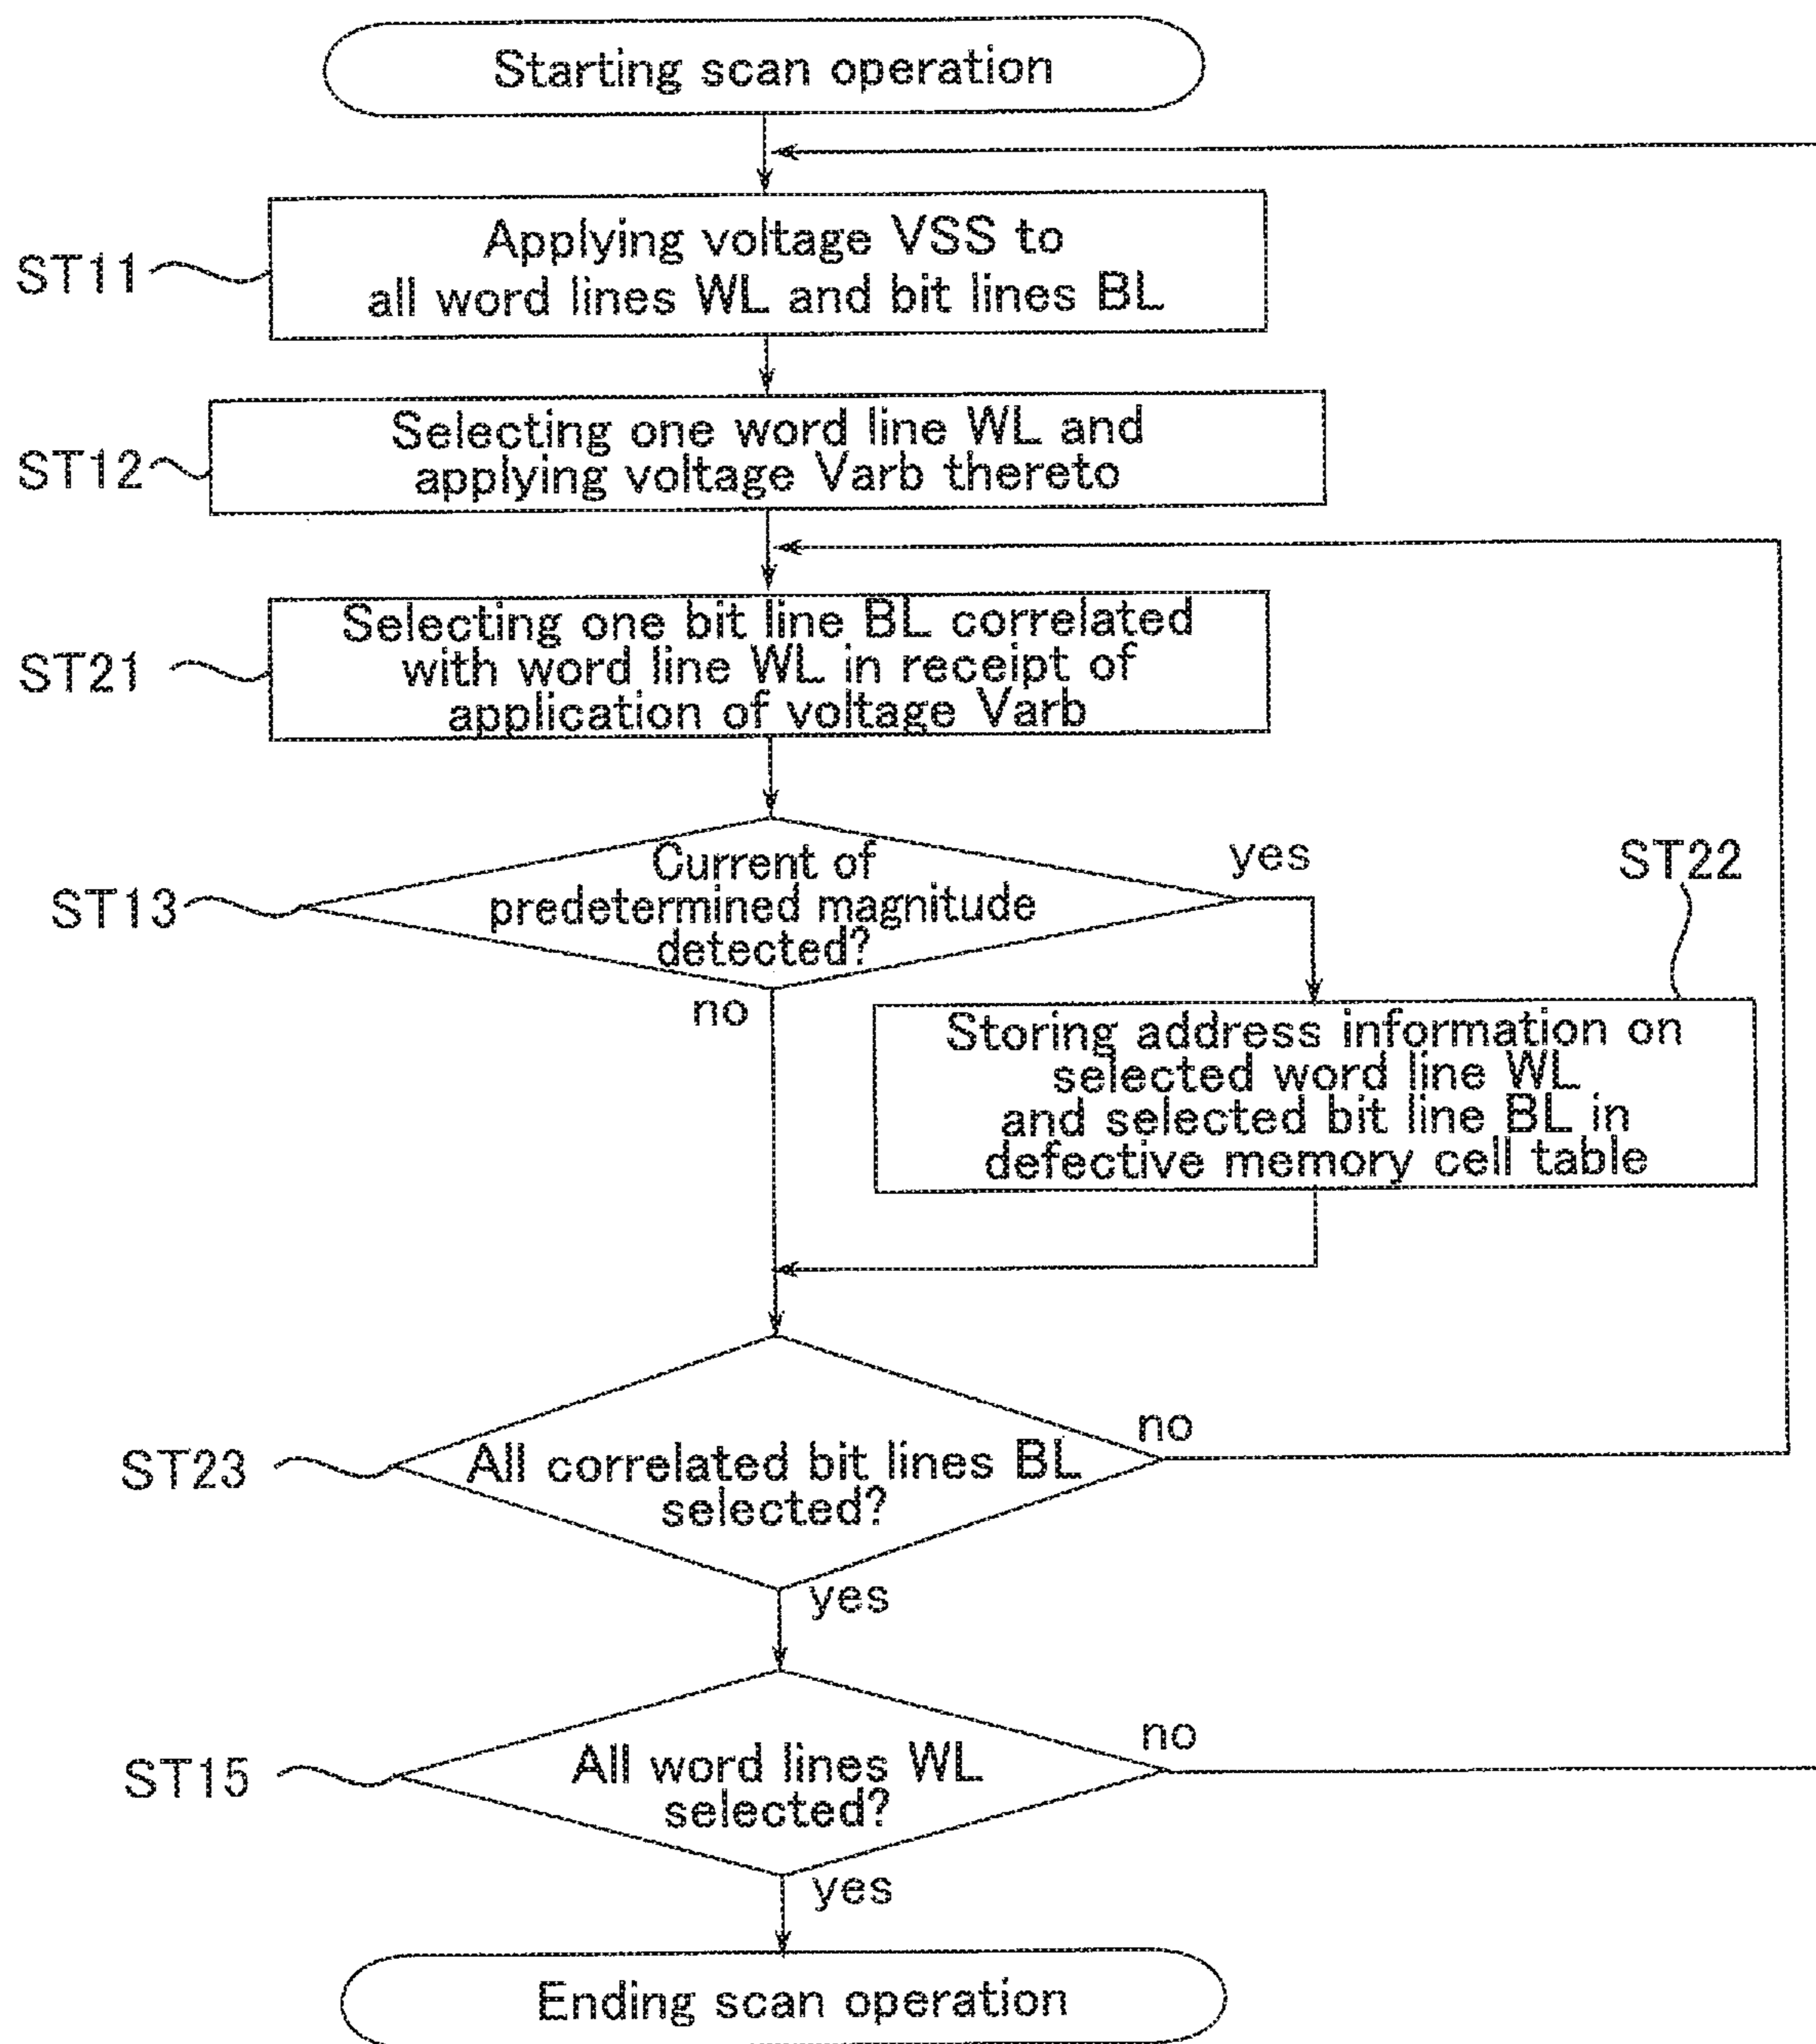 Starting scan operation
ST11
Applying voltage VSS to
all word lines WL and bit lines BL
ST12
Selecting one word line WL and
applying voltage Varb thereto
ST21
Selecting one bit line BL correlated
with word line WL in receipt of
application of voltage Varb
ST13
Current of
predetermined magnitude
detected?
yes
no
ST22
Storing address information on
selected word line WL
and selected bit line BL in
defective memory cell table
ST23
All correlated bit lines BL
selected?
no
yes
ST15
All word lines WL
selected?
no
yes
Ending scan operation